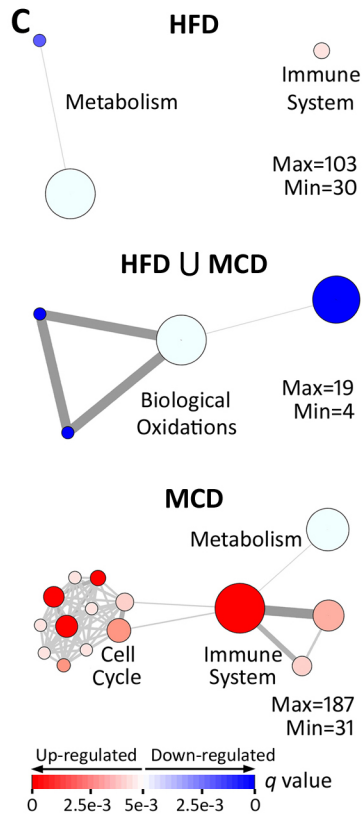 C
HFD
Metabolism
Immune
System
Max=103
Min=30
HFD ∪ MCD
Biological
Oxidations
Max=19
Min=4
MCD
Metabolism
Cell
Cycle
Immune
System
Max=187
Min=31
Up-regulated Down-regulated
q value
0 2.5e-3 5e-3 2.5e-3 0